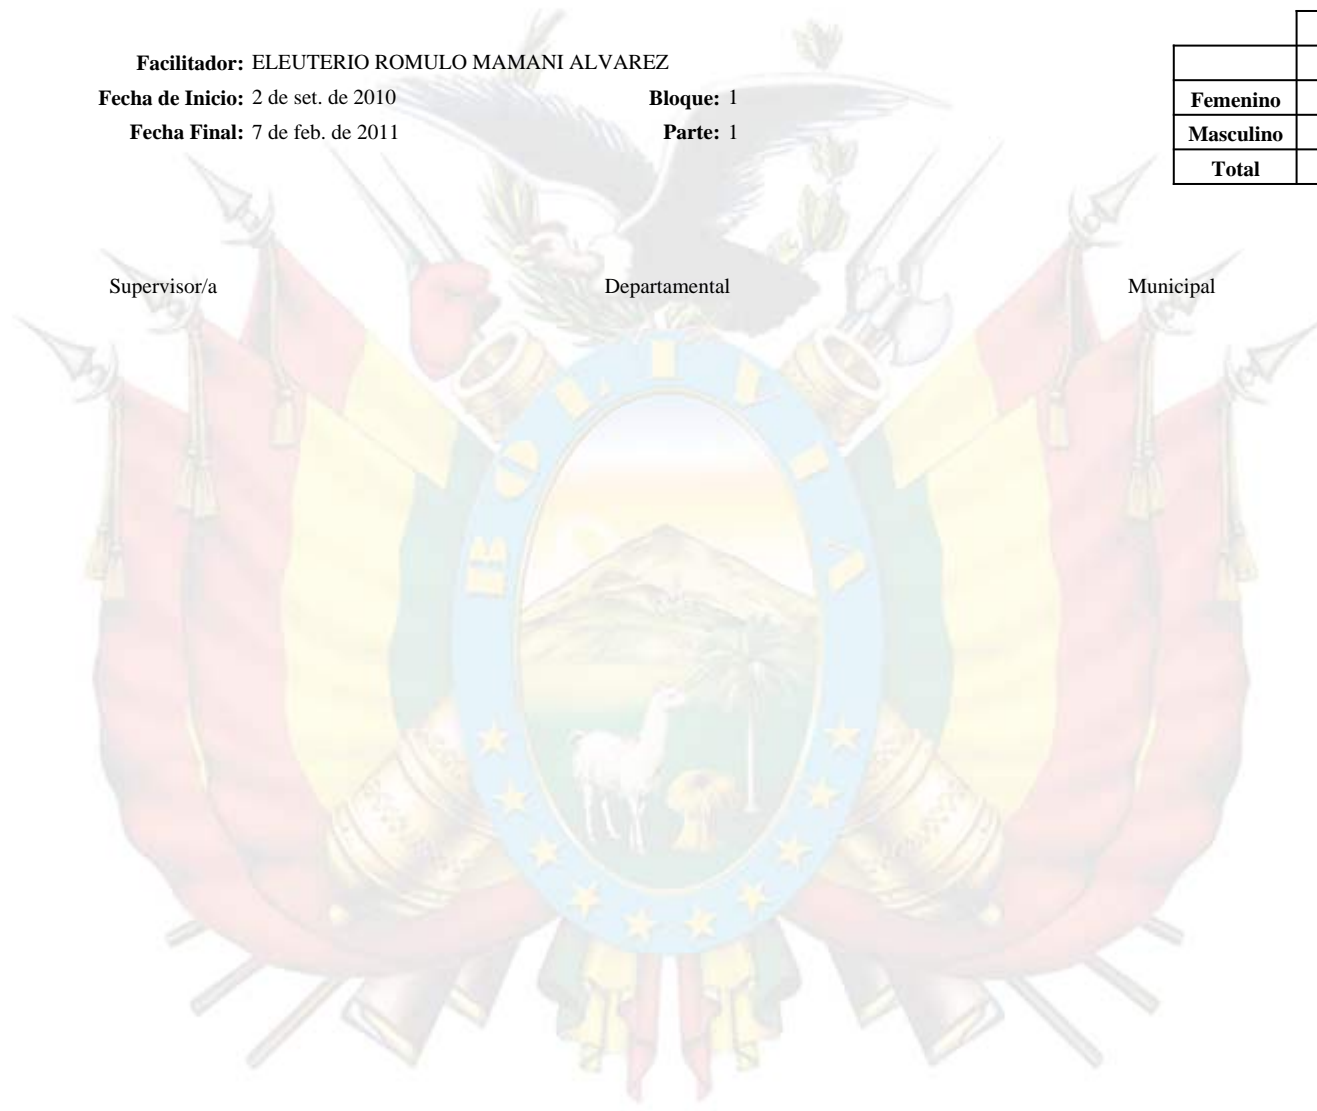 Facilitador: ELEUTERIO ROMULO MAMANI ALVAREZ
Fecha de Inicio: 2 de set. de 2010 Bloque: 1
Fecha Final: 7 de feb. de 2011 Parte: 1
Femenino
Masculino
Total
Supervisor/a Departamental Municipal
BOLIVIA